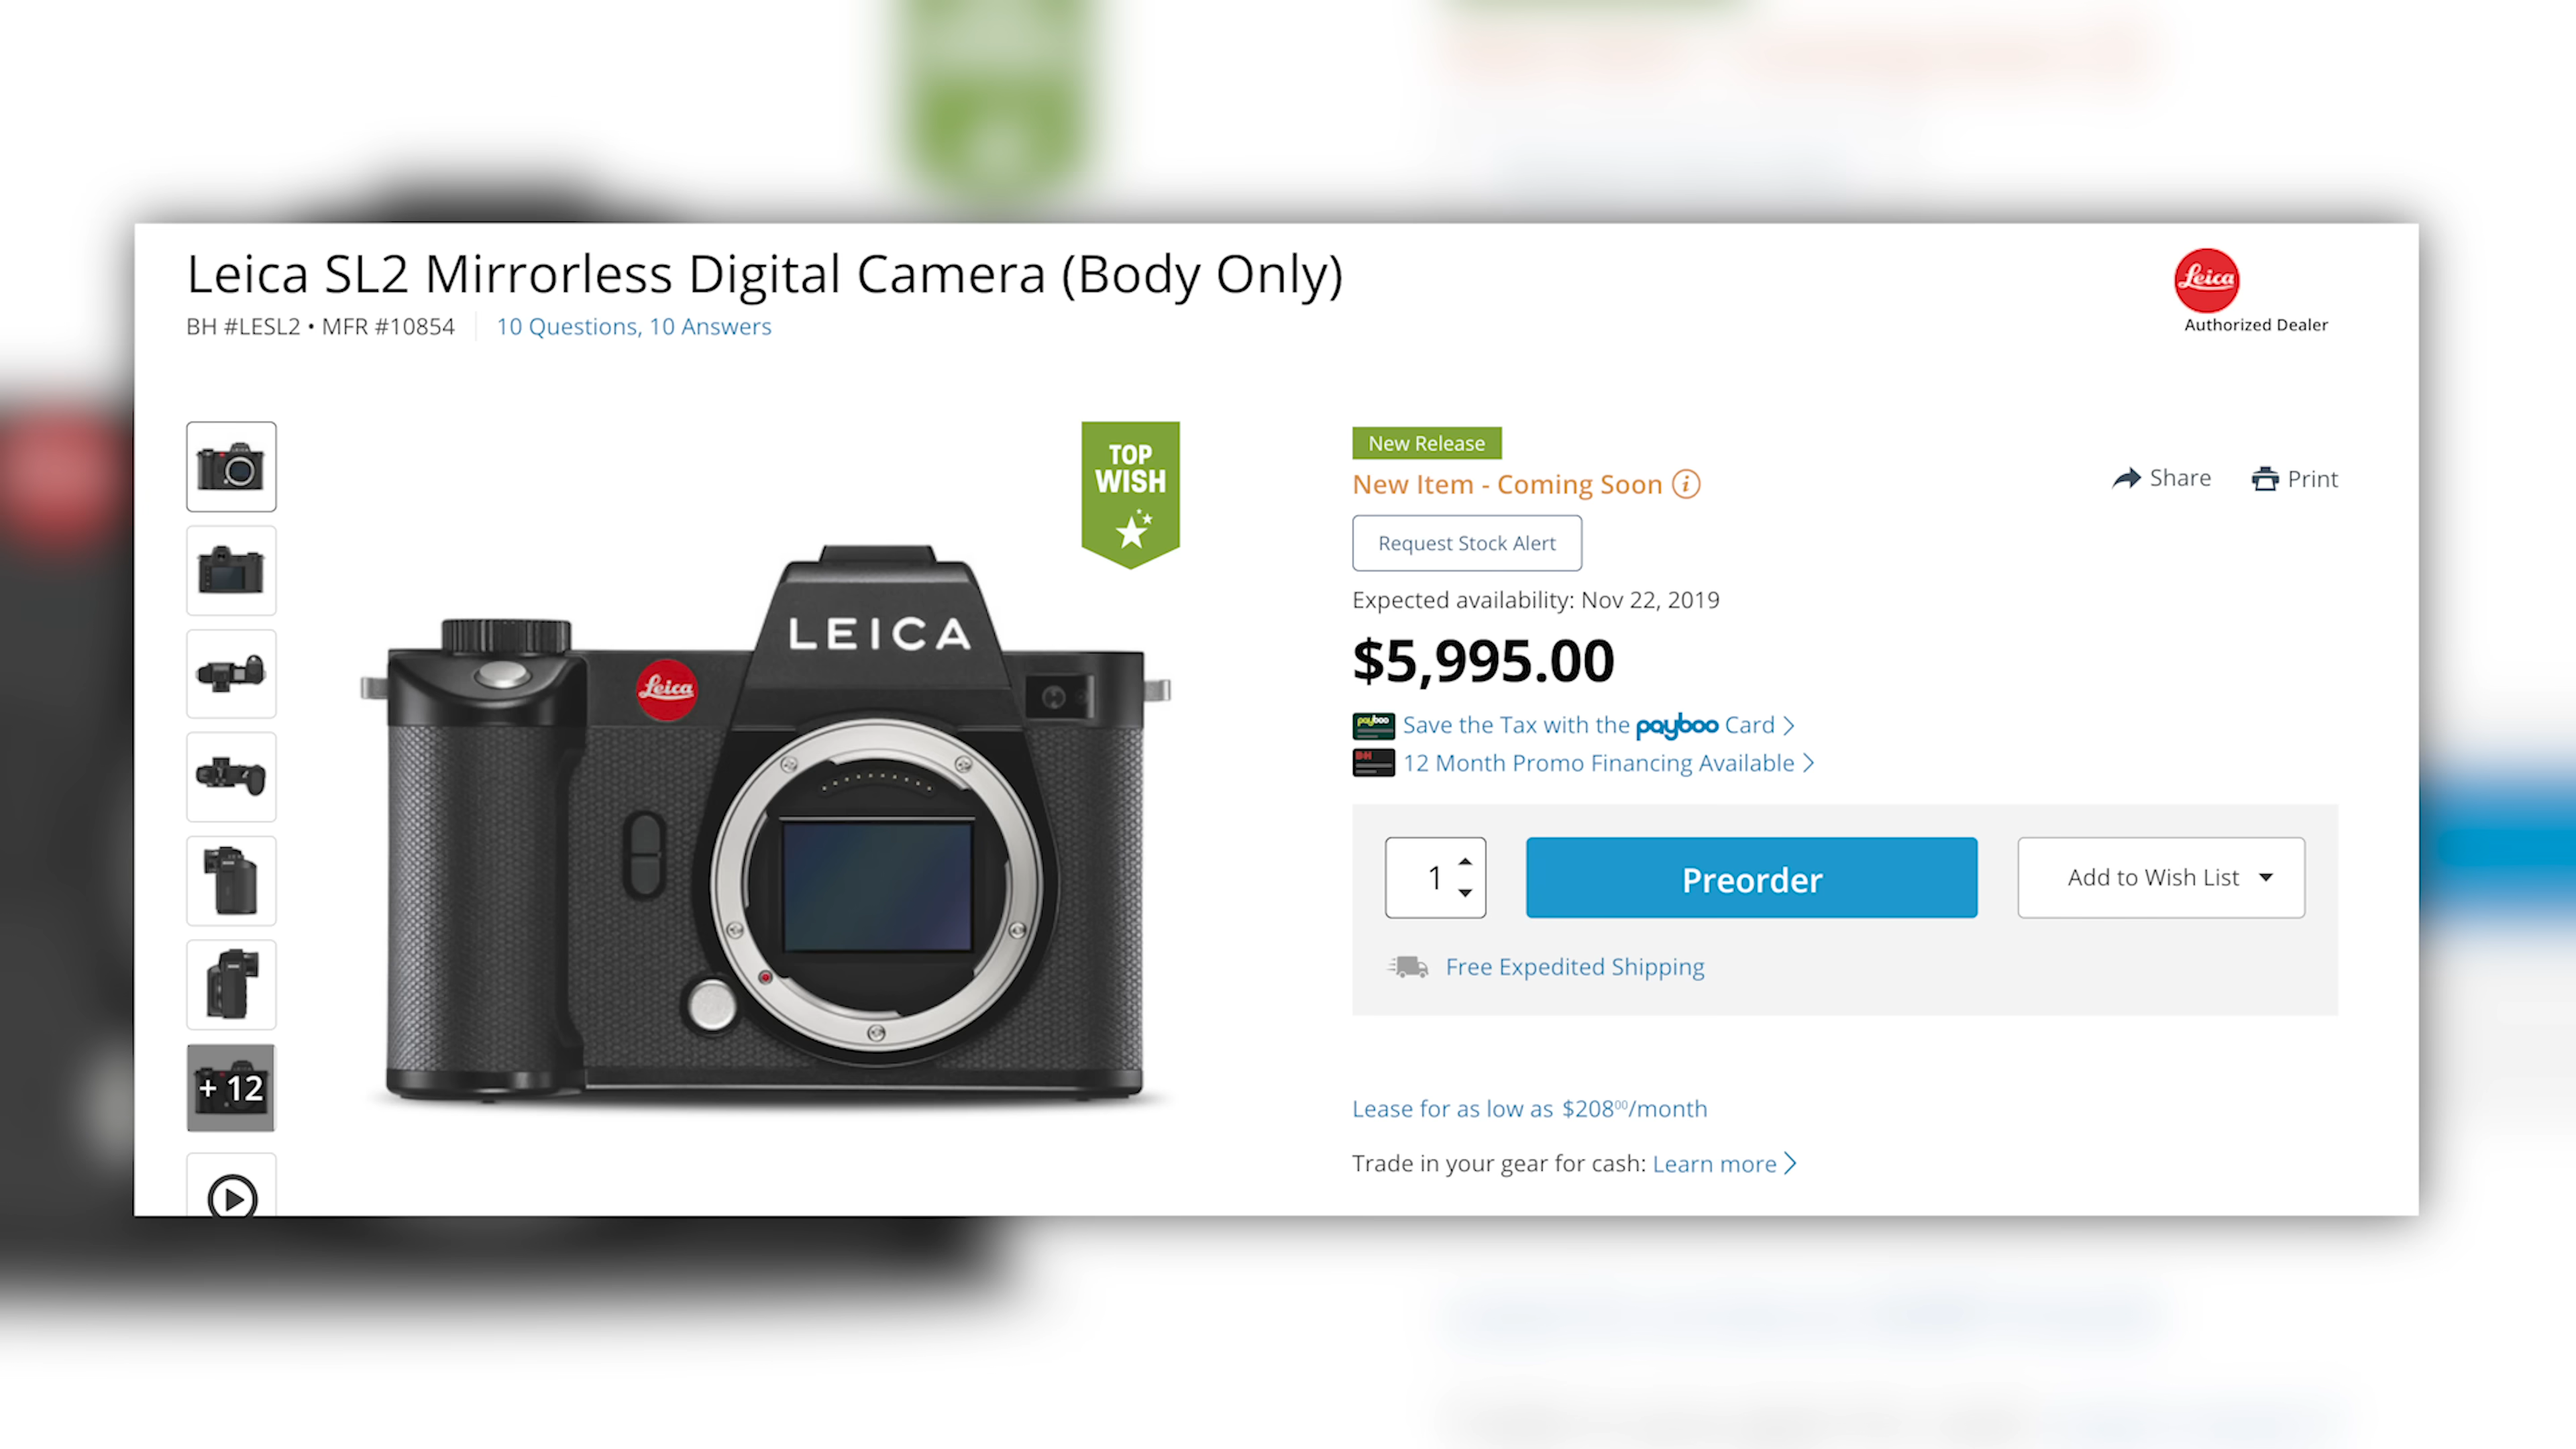 Leica SL2 Mirrorless Digital Camera (Body Only)
BH #LESL2 • MFR #10854
10 Questions, 10 Answers
Leica
Authorized Dealer
TOP
WISH
New Release
New Item - Coming Soon
Share
Print
Request Stock Alert
Expected availability: Nov 22, 2019
$5,995.00
LEICA
Leica
payboo Save the Tax with the payboo Card
BH 12 Month Promo Financing Available
1
Preorder
Add to Wish List
Free Expedited Shipping
+ 12
Lease for as low as $208⁰⁰/month
Trade in your gear for cash: Learn more